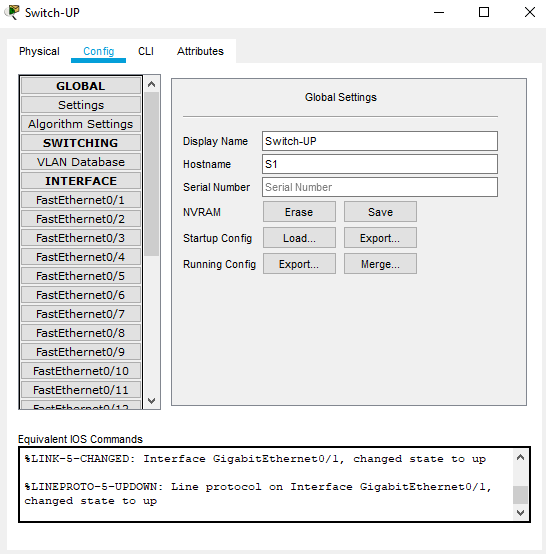 Switch-UP
Physical Config CLI Attributes
GLOBAL
Settings
Algorithm Settings
SWITCHING
VLAN Database
INTERFACE
FastEthernet0/1
FastEthernet0/2
FastEthernet0/3
FastEthernet0/4
FastEthernet0/5
FastEthernet0/6
FastEthernet0/7
FastEthernet0/8
FastEthernet0/9
FastEthernet0/10
FastEthernet0/11
FastEthernet0/12
Global Settings
Display Name Switch-UP
Hostname S1
Serial Number Serial Number
NVRAM Erase Save
Startup Config Load... Export...
Running Config Export... Merge...
Equivalent IOS Commands
%LINK-5-CHANGED: Interface GigabitEthernet0/1, changed state to up
%LINEPROTO-5-UPDOWN: Line protocol on Interface GigabitEthernet0/1,
changed state to up